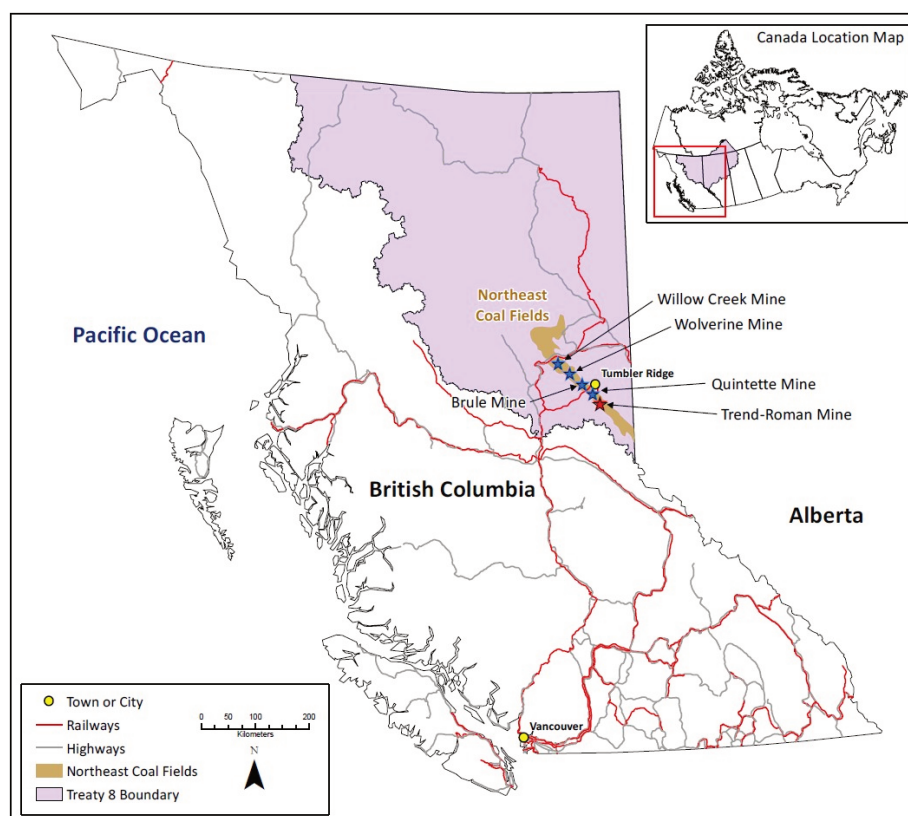 Canada Location Map
Northeast
Coal Fields
Willow Creek Mine
Wolverine Mine
Pacific Ocean
Tumbler Ridge
Brule Mine
Quintette Mine
Trend-Roman Mine
British Columbia
Alberta
Vancouver
Town or City
Railways
Highways
Northeast Coal Fields
Treaty 8 Boundary
0 50 100 200
Kilometers
N